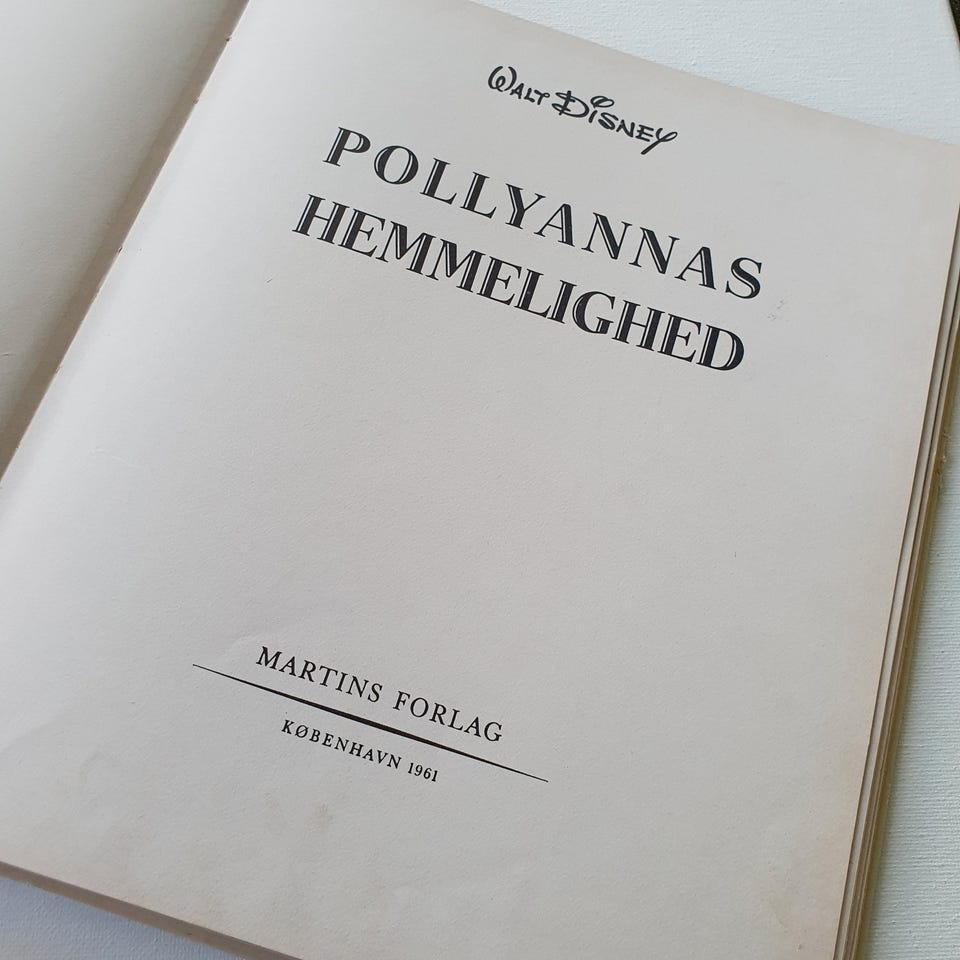 WALT DISNEY
POLLYANNAS
HEMMELIGHED
MARTINS FORLAG
KØBENHAVN 1961